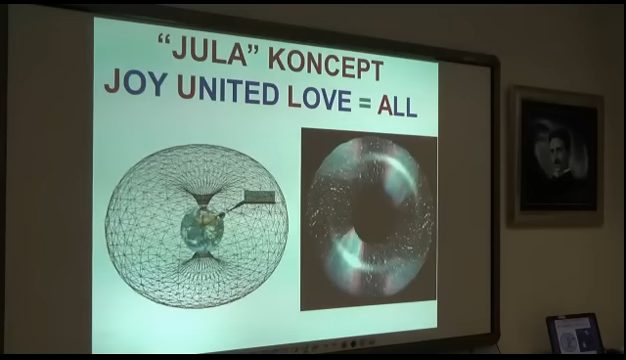 “JULA” KONCEPT
JOY UNITED LOVE = ALL